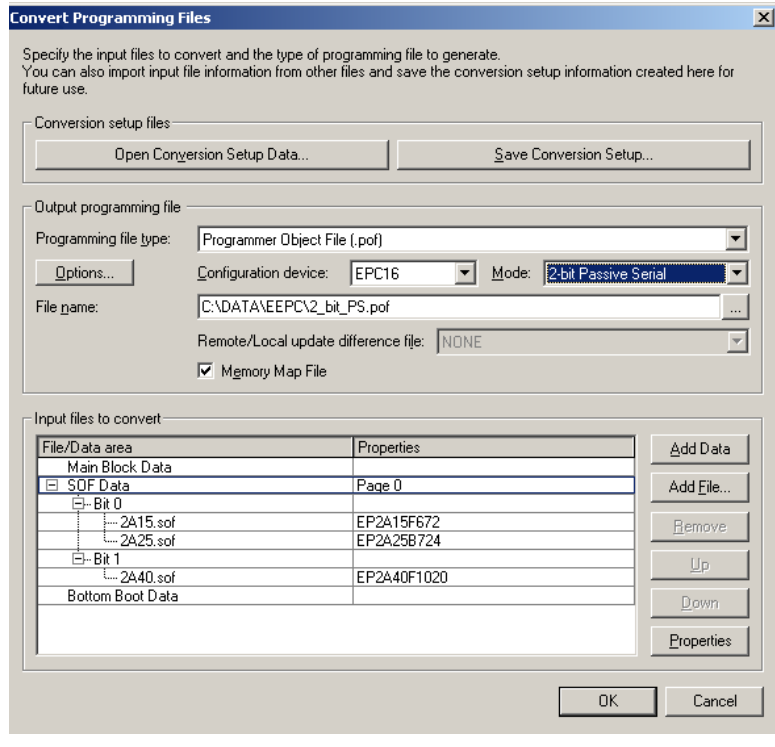 Convert Programming Files
Specify the input files to convert and the type of programming file to generate.
You can also import input file information from other files and save the conversion setup information created here for
future use.
Conversion setup files
Open Conversion Setup Data... Save Conversion Setup...
Output programming file
Programming file type: Programmer Object File (.pof)
Options... Configuration device: EPC16 Mode: 2-bit Passive Serial
File name: C:\DATA\EEPC\2_bit_PS.pof ...
Remote/Local update difference file: NONE
Memory Map File
Input files to convert
File/Data area Properties Add Data
Main Block Data
SOF Data Page 0 Add File...
Bit 0
2A15.sof EP2A15F672 Remove
2A25.sof EP2A25B724
Bit 1 Up
2A40.sof EP2A40F1020
Bottom Boot Data Down
Properties
OK Cancel